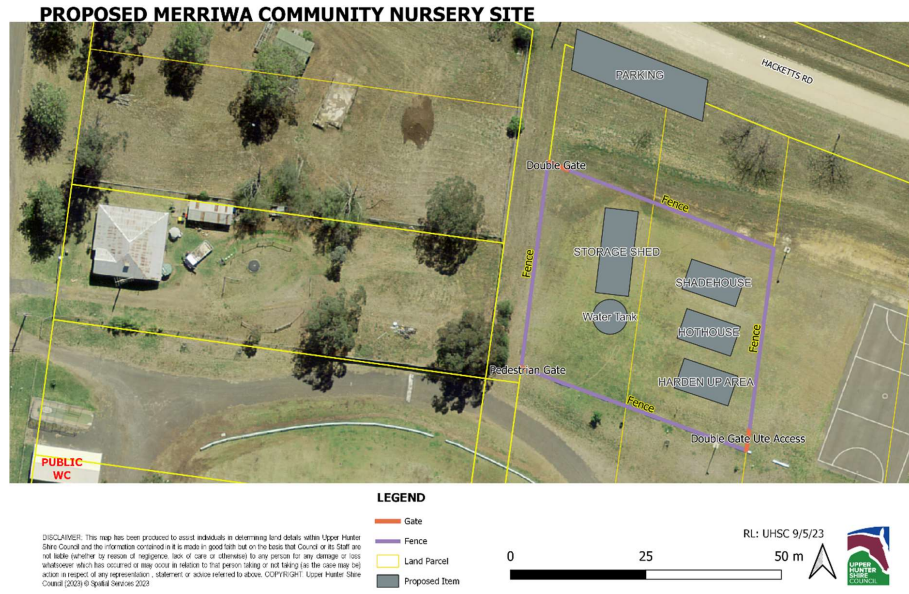 PROPOSED MERRIWA COMMUNITY NURSERY SITE
PARKING
HACKETTS RD
Double Gate
Fence
STORAGE SHED
Fence
SHADEHOUSE
Water Tank
HOTHOUSE
Fence
Pedestrian Gate
HARDEN UP AREA
Fence
Double Gate Ute Access
PUBLIC
WC
LEGEND
Gate
Fence
Land Parcel
Proposed Item
DISCLAIMER: This map has been produced to assist individuals in determining land details within Upper Hunter
Shire Council and the information contained in it is made in good faith but on the basis that Council or its Staff are
not liable (whether by reason of negligence, lack of care or otherwise) to any person for any damage or loss
whatsoever which has occurred or may occur in relation to that person taking or not taking (as the case may be)
action in respect of any representation , statement or advice referred to above. COPYRIGHT: Upper Hunter Shire
Council [2023] © Spatial Services 2023
0 25 50 m
RL: UHSC 9/5/23
UPPER
HUNTER
SHIRE
COUNCIL